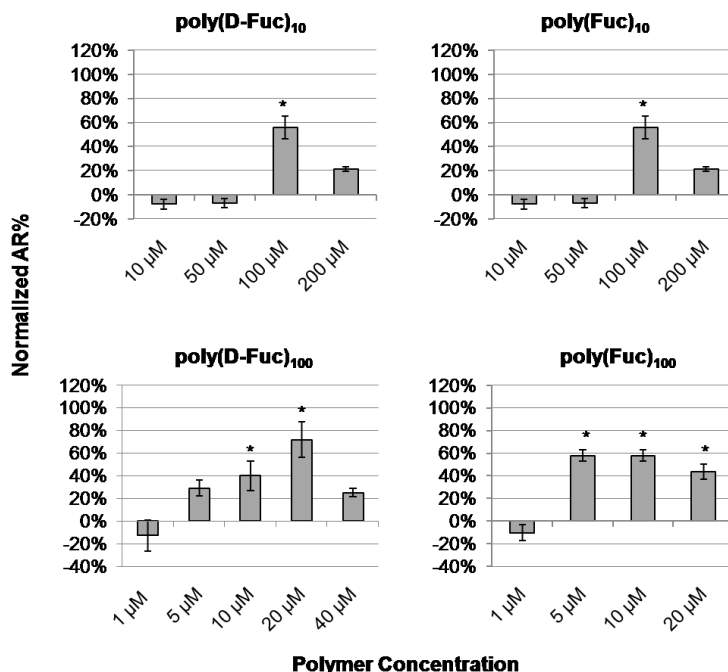 poly(D-Fuc)₁₀
120%
100%
80%
60%
40%
20%
0%
-20%
*
10 µM
50 µM
100 µM
200 µM
poly(Fuc)₁₀
120%
100%
80%
60%
40%
20%
0%
-20%
*
10 µM
50 µM
100 µM
200 µM
Normalized AR%
poly(D-Fuc)₁₀₀
120%
100%
80%
60%
40%
20%
0%
-20%
-40%
*
*
1 µM
5 µM
10 µM
20 µM
40 µM
poly(Fuc)₁₀₀
120%
100%
80%
60%
40%
20%
0%
-20%
-40%
*
*
*
1 µM
5 µM
10 µM
20 µM
Polymer Concentration